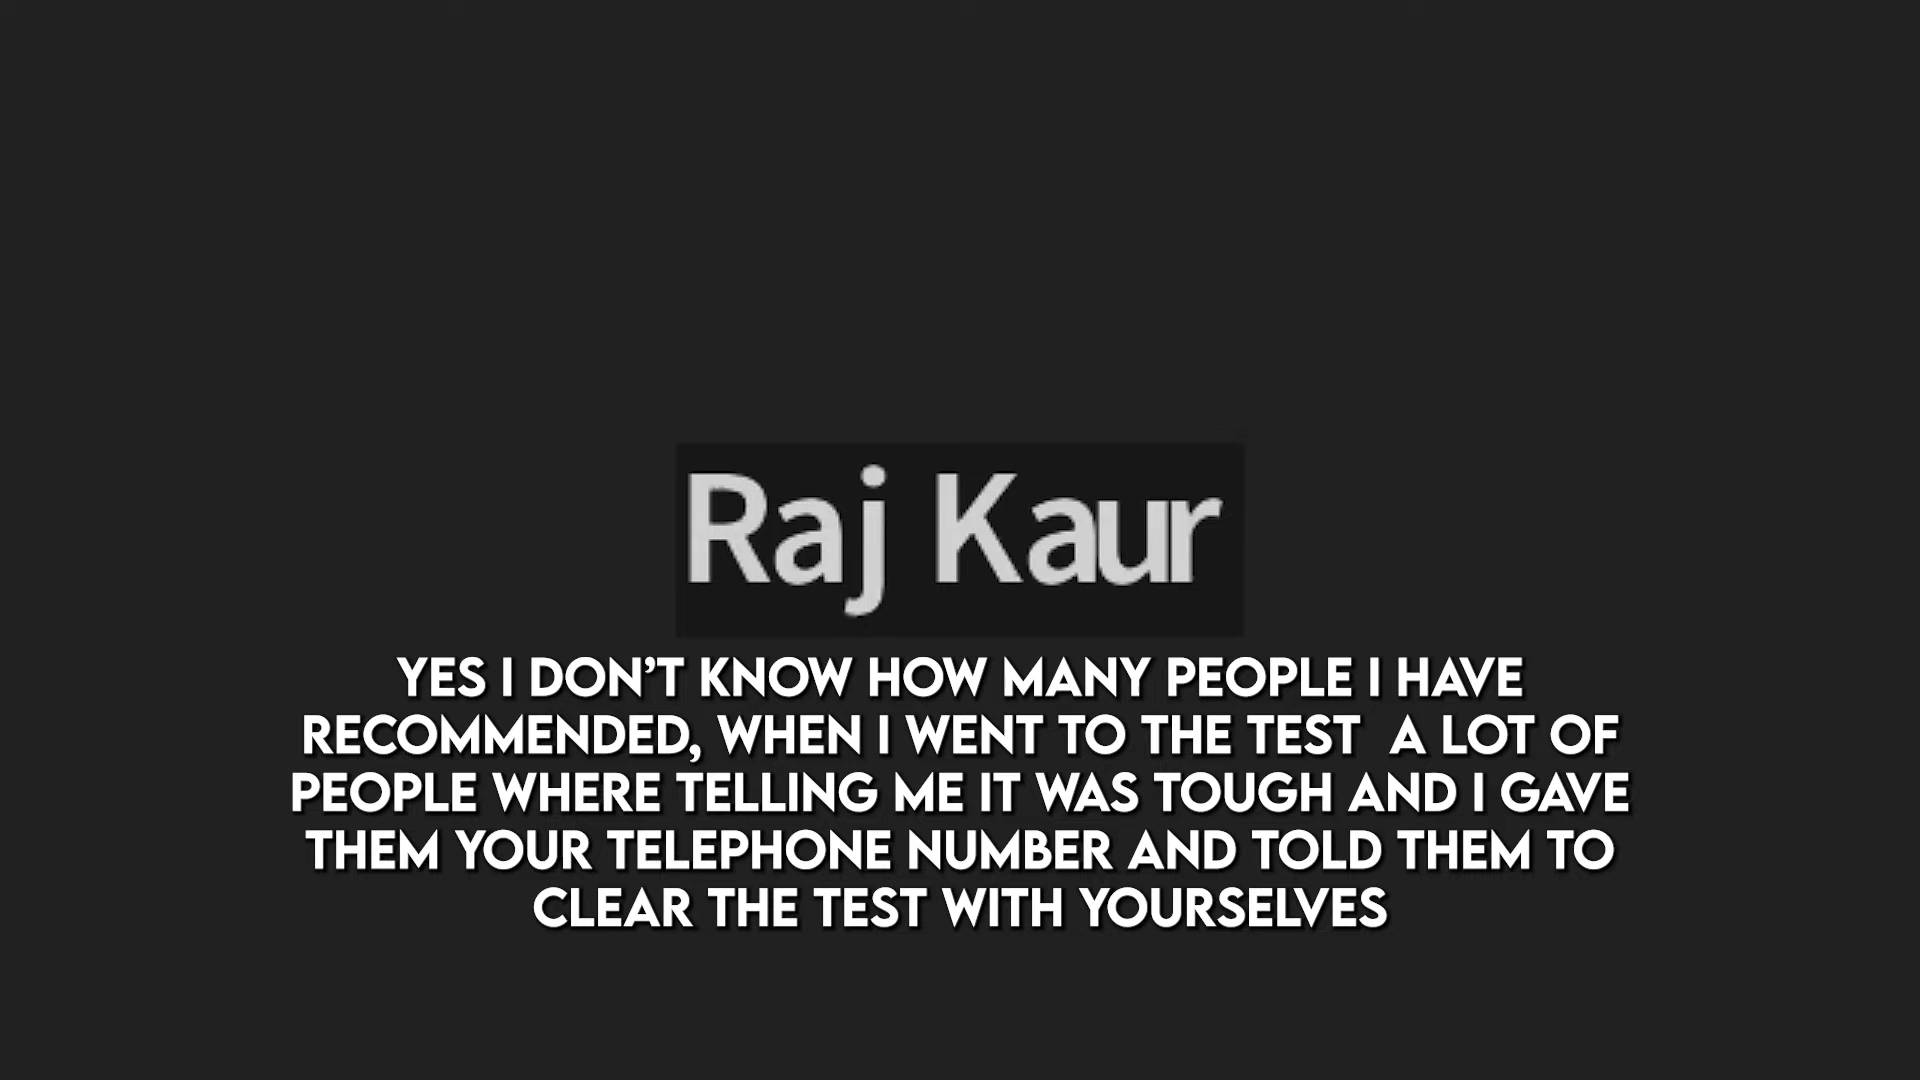 Raj Kaur
YES I DON'T KNOW HOW MANY PEOPLE I HAVE
RECOMMENDED, WHEN I WENT TO THE TEST  A LOT OF
PEOPLE WHERE TELLING ME IT WAS TOUGH AND I GAVE
THEM YOUR TELEPHONE NUMBER AND TOLD THEM TO
CLEAR THE TEST WITH YOURSELVES